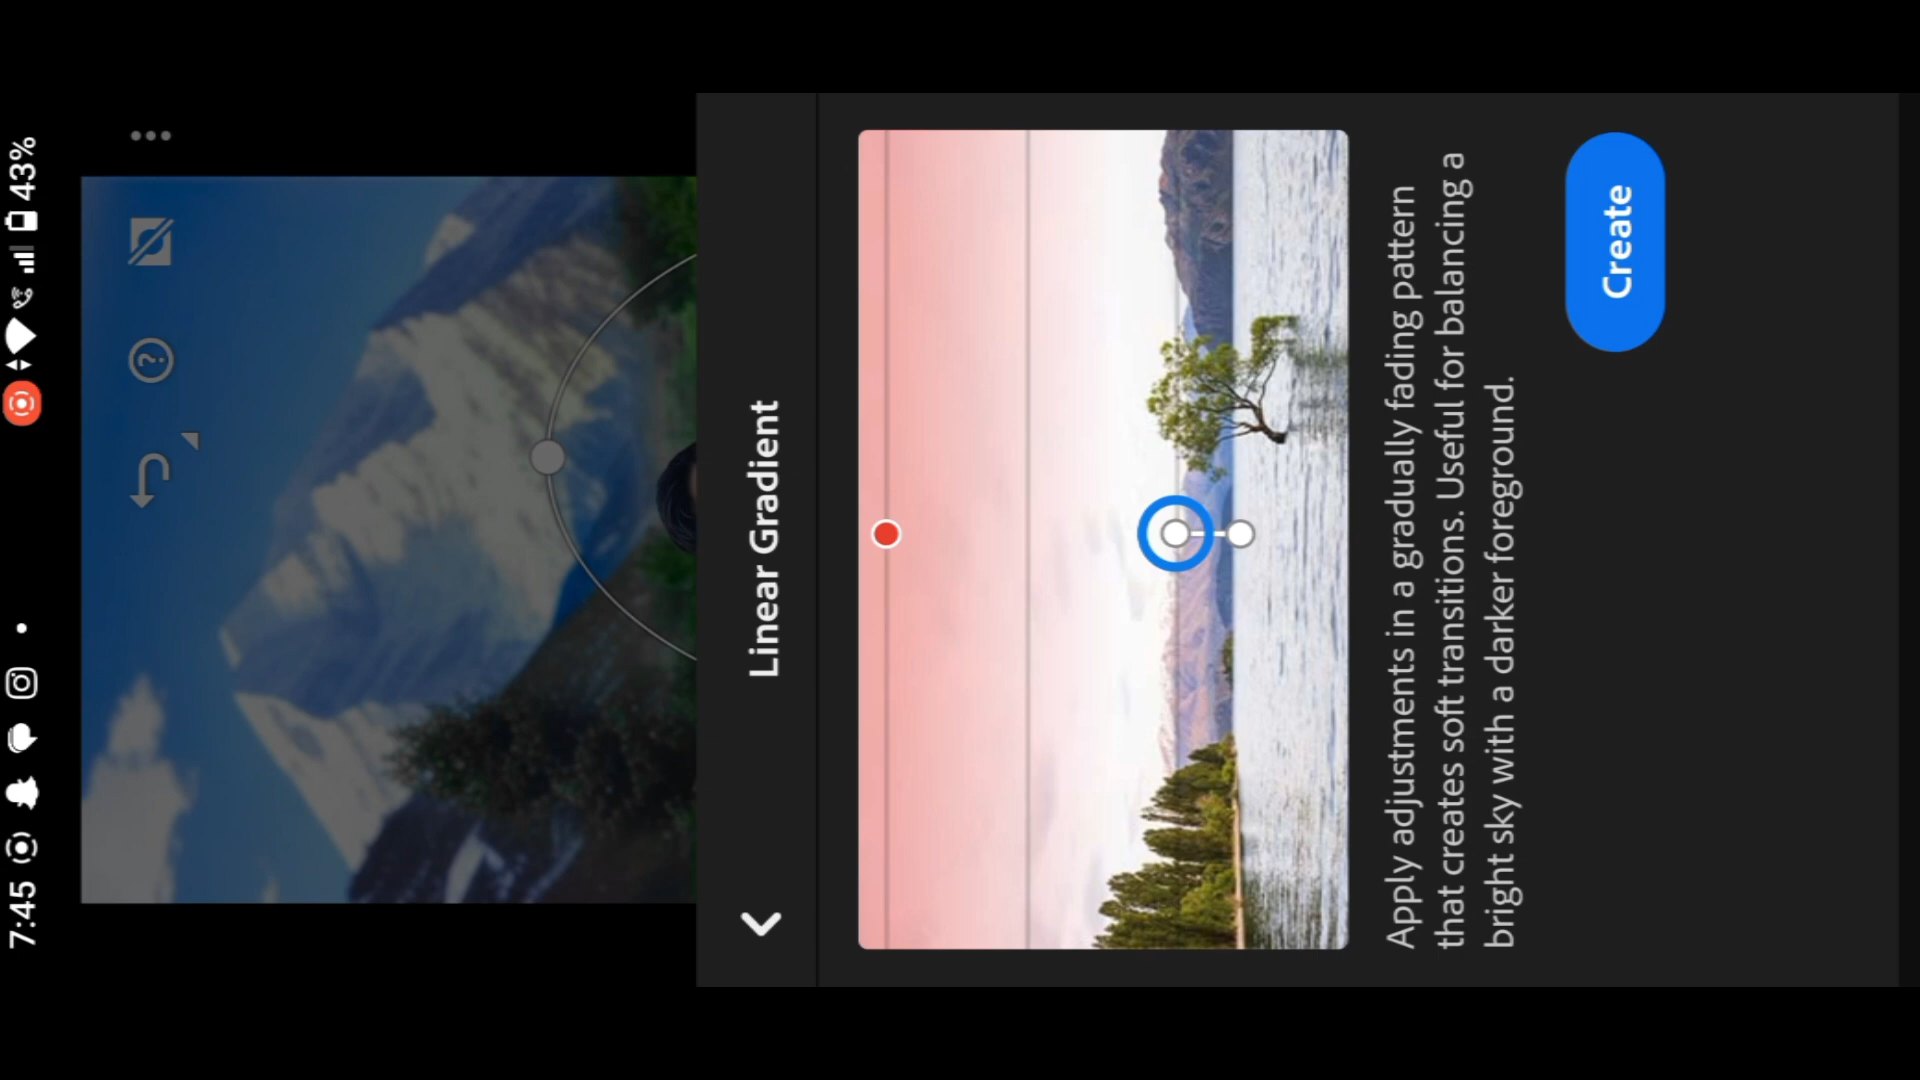 7:45
43%
Linear Gradient
Apply adjustments in a gradually fading pattern
that creates soft transitions. Useful for balancing a
bright sky with a darker foreground.
Create